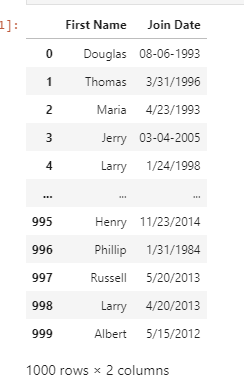 1]:
First Name Join Date
0 Douglas 08-06-1993
1 Thomas 3/31/1996
2 Maria 4/23/1993
3 Jerry 03-04-2005
4 Larry 1/24/1998
... ... ...
995 Henry 11/23/2014
996 Phillip 1/31/1984
997 Russell 5/20/2013
998 Larry 4/20/2013
999 Albert 5/15/2012
1000 rows × 2 columns